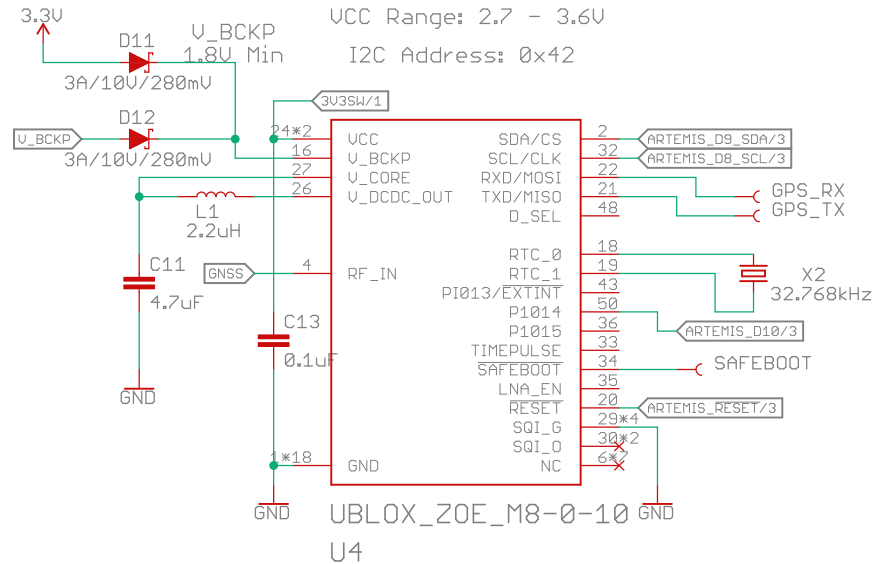 3.3V
V_BCKP
1.8V Min
VCC Range: 2.7 - 3.6V
I2C Address: 0x42
D11
3A/10V/280mV
D12
V_BCKP
3A/10V/280mV
3V3SW/1
24*2
VCC
16
V_BCKP
27
V_CORE
26
V_DCDC_OUT
L1
2.2uH
4
RF_IN
GNSS
C11
4.7uF
GND
C13
0.1uF
1*18
GND
GND
SDA/CS
2
ARTEMIS_D9_SDA/3
SCL/CLK
32
ARTEMIS_D8_SCL/3
RXD/MOSI
22
GPS_RX
TXD/MISO
21
GPS_TX
D_SEL
48
RTC_0
18
RTC_1
19
X2
32.768kHz
PIO13/EXTINT
43
PIO14
50
ARTEMIS_D10/3
PIO15
36
TIMEPULSE
33
SAFEBOOT
34
SAFEBOOT
LNA_EN
35
RESET
20
ARTEMIS_RESET/3
SQI_G
29*4
SQI_O
30*2
NC
6*7
GND
UBLOX_ZOE_M8-0-10
U4